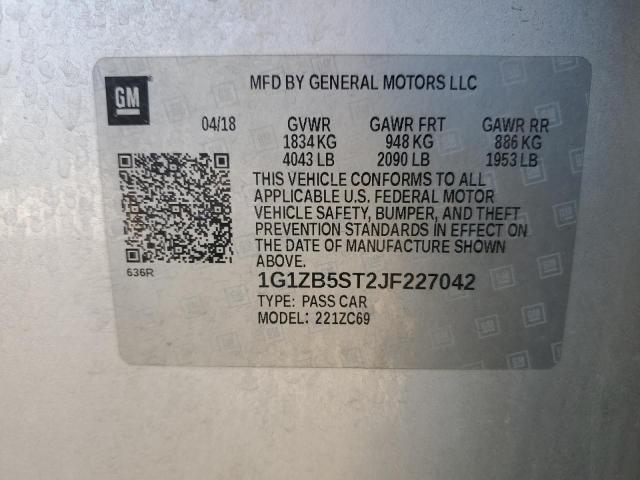 GM
MFD BY GENERAL MOTORS LLC
04/18 GVWR GAWR FRT GAWR RR
1834 KG 948 KG 886 KG
4043 LB 2090 LB 1953 LB
THIS VEHICLE CONFORMS TO ALL
APPLICABLE U.S. FEDERAL MOTOR
VEHICLE SAFETY, BUMPER, AND THEFT
PREVENTION STANDARDS IN EFFECT ON
THE DATE OF MANUFACTURE SHOWN
ABOVE.
636R
1G1ZB5ST2JF227042
TYPE: PASS CAR
MODEL: 221ZC69